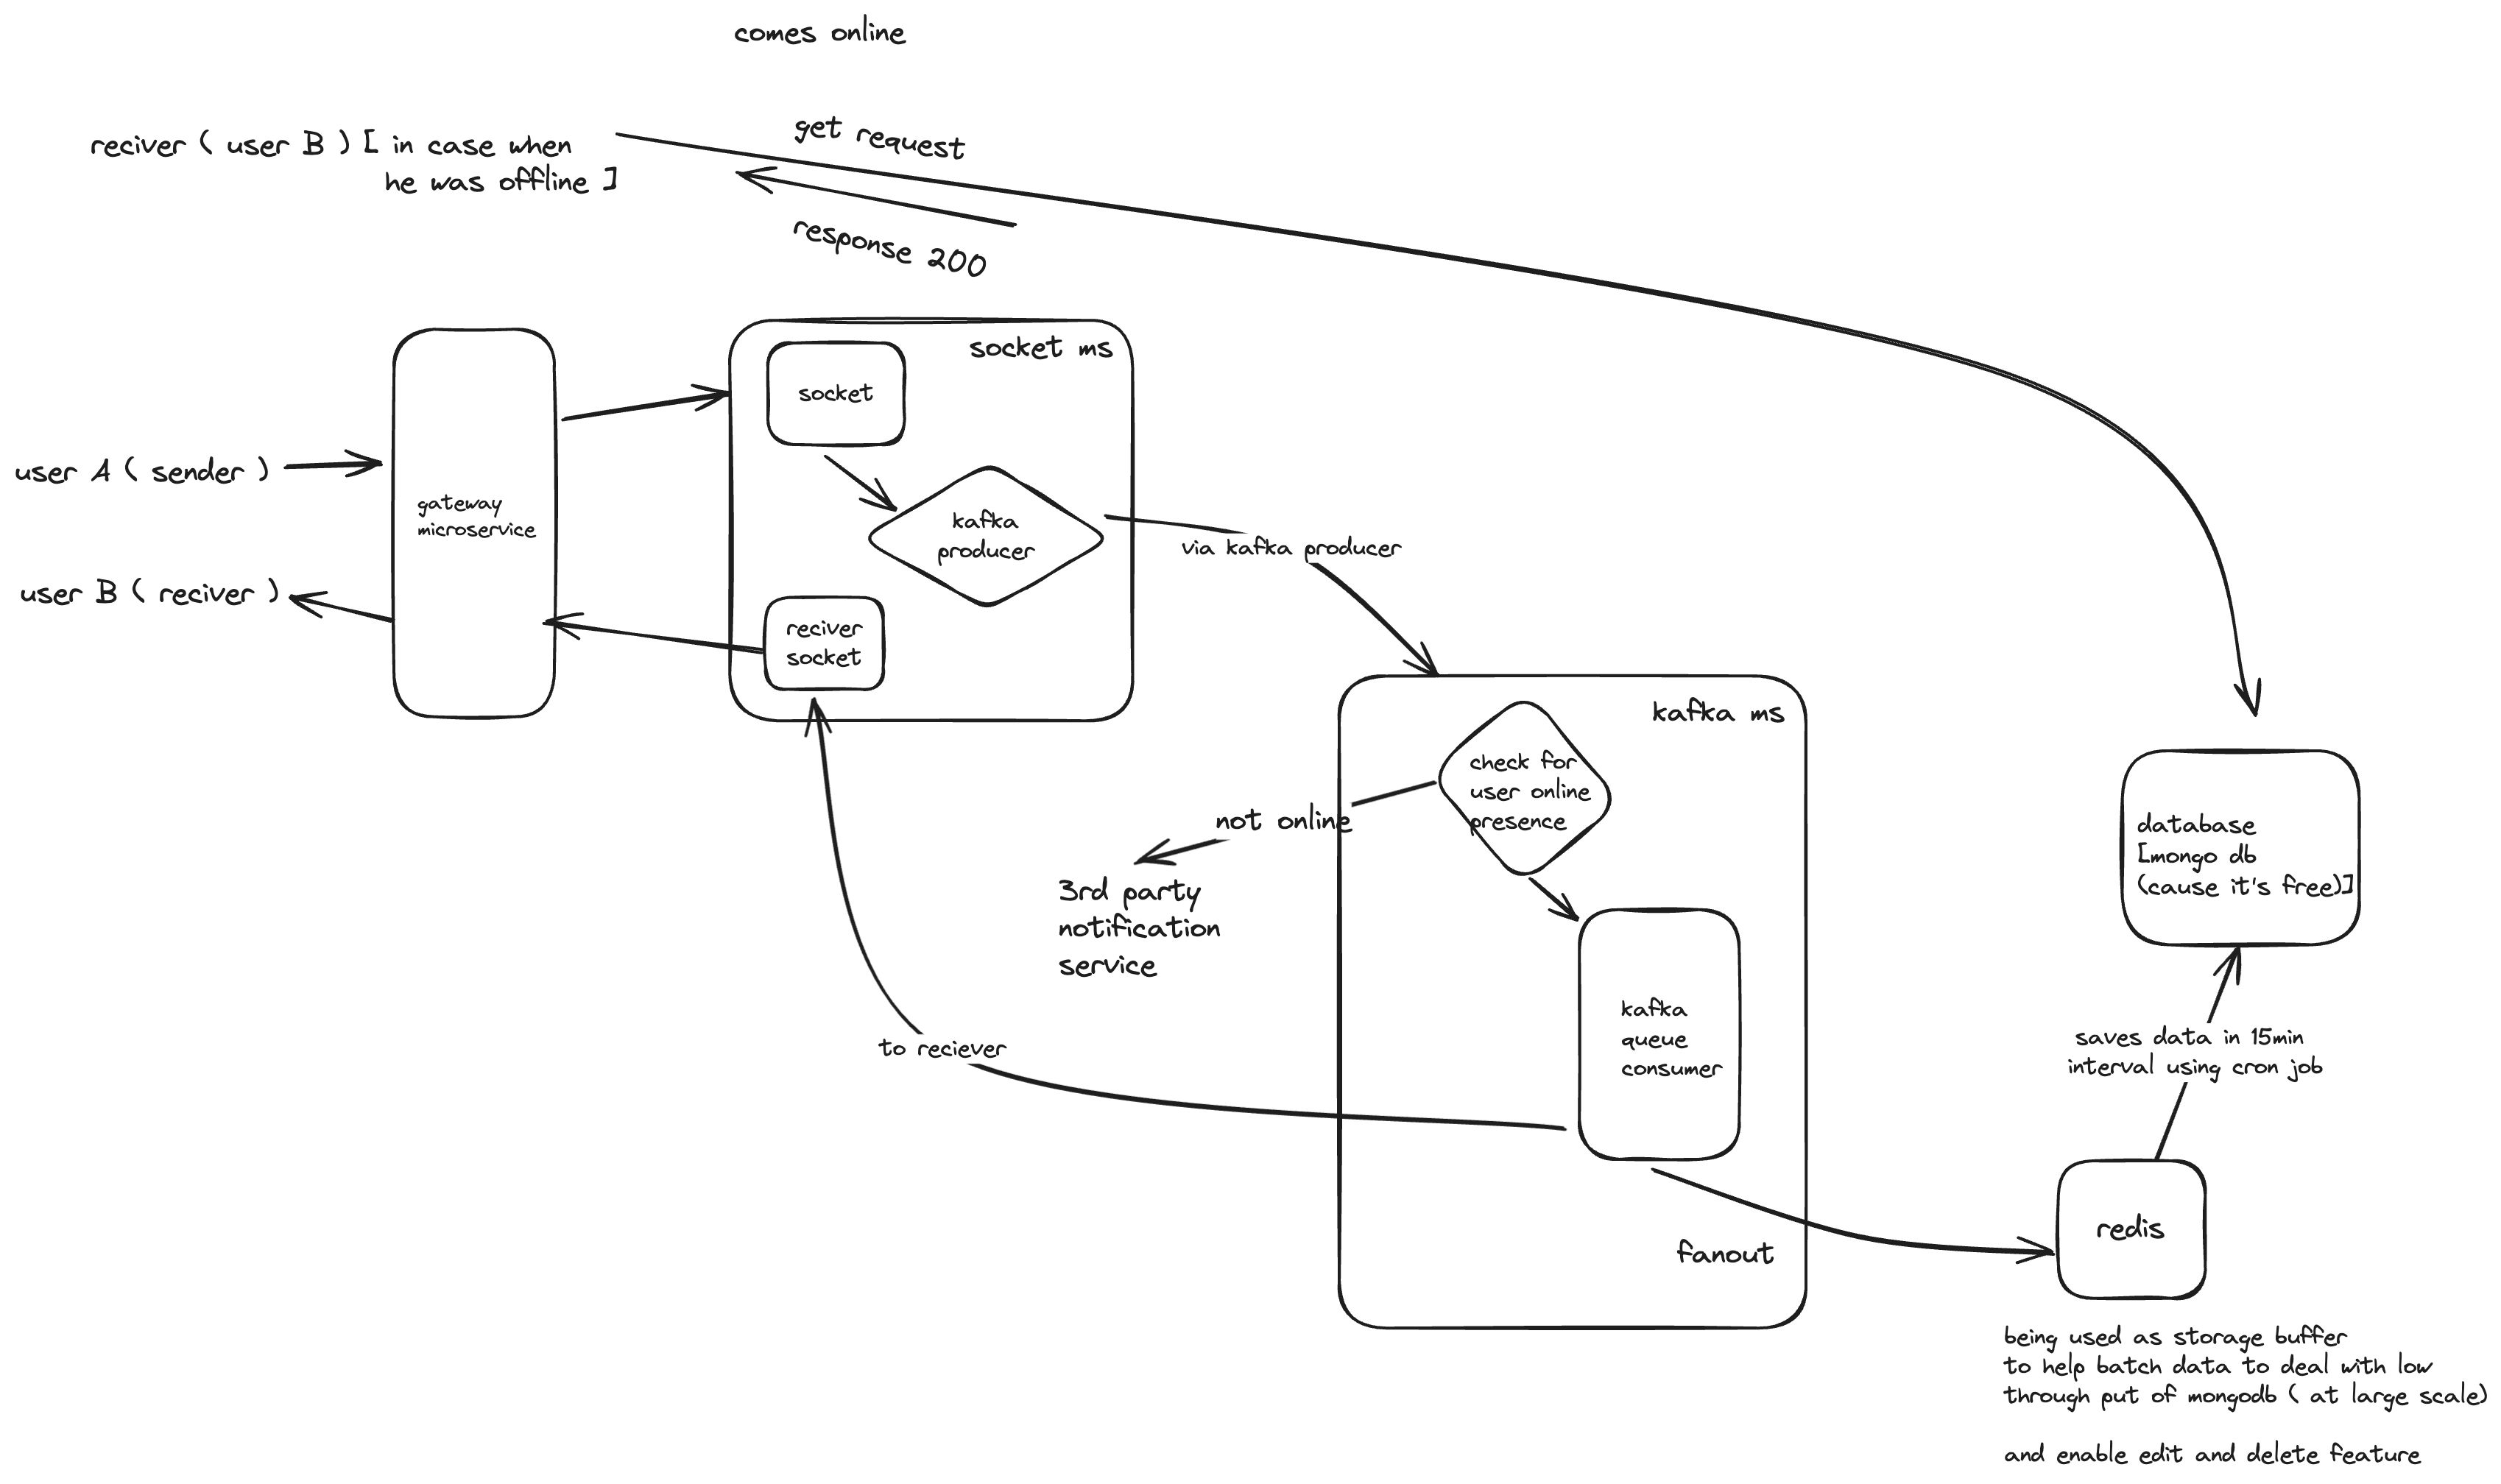 comes online
get request
reciver ( user B ) [ in case when
he was offline ]
response 200
socket ms
socket
user A ( sender )
gateway
microservice
kafka
producer
via kafka producer
user B ( reciver )
reciver
socket
kafka ms
check for
user online
presence
not online
3rd party
notification
service
database
[mongo db
(cause it's free)]
kafka
queue
consumer
to reciever
saves data in 15min
interval using cron job
redis
fanout
being used as storage buffer
to help batch data to deal with low
through put of mongodb ( at large scale)
and enable edit and delete feature